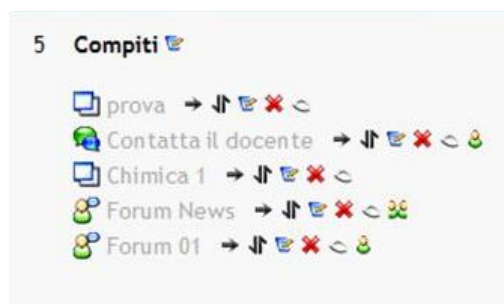 5 Compiti
prova
Contatta il docente
Chimica 1
Forum News
Forum 01